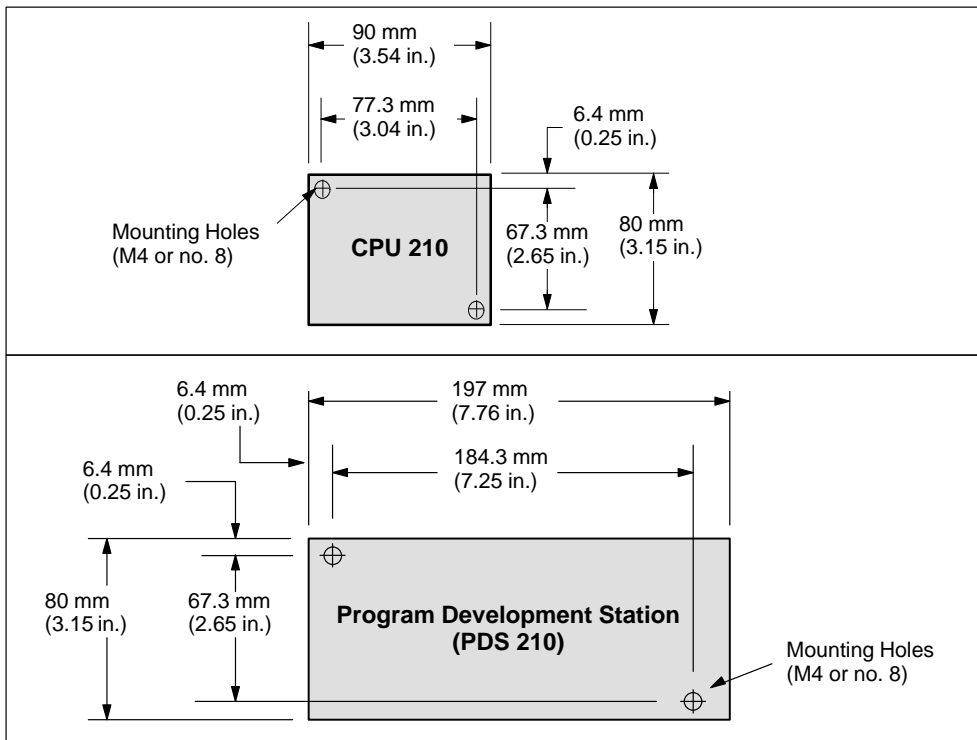 90 mm
(3.54 in.)
77.3 mm
(3.04 in.)
6.4 mm
(0.25 in.)
Mounting Holes
(M4 or no. 8)
CPU 210
67.3 mm
(2.65 in.)
80 mm
(3.15 in.)
6.4 mm
(0.25 in.)
197 mm
(7.76 in.)
6.4 mm
(0.25 in.)
184.3 mm
(7.25 in.)
80 mm
(3.15 in.)
67.3 mm
(2.65 in.)
Program Development Station
(PDS 210)
Mounting Holes
(M4 or no. 8)